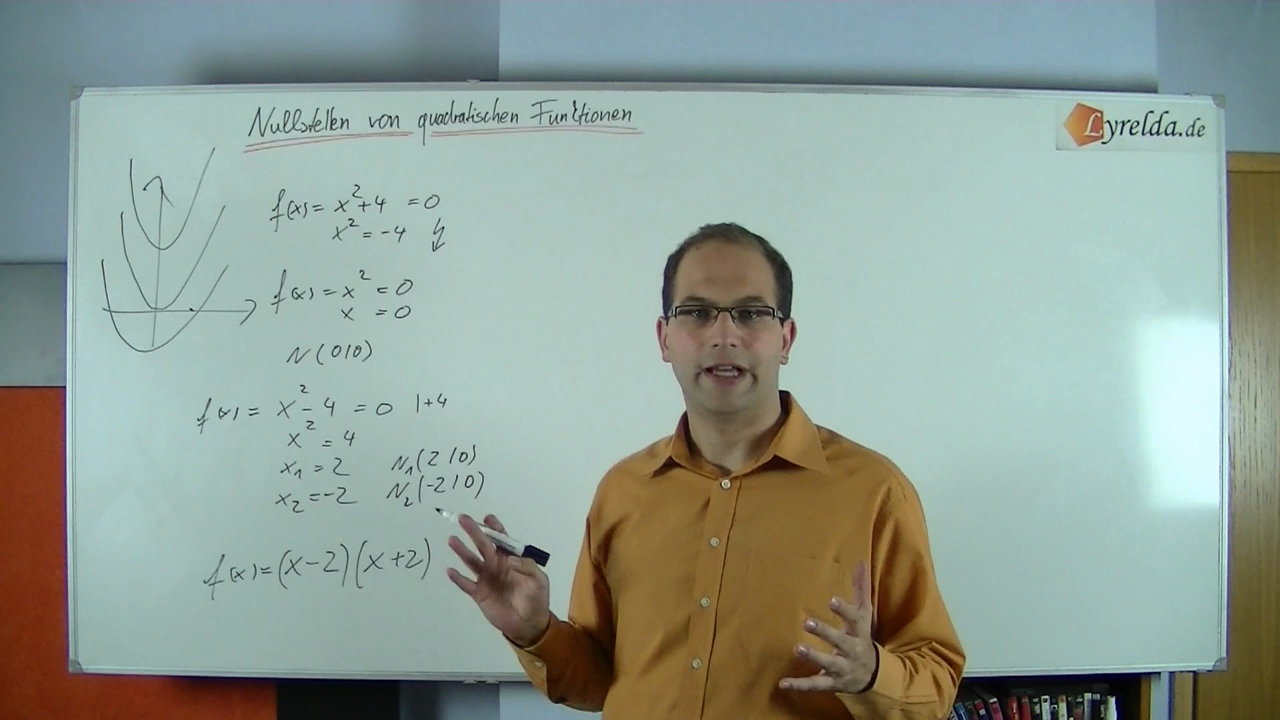 Nullstellen von quadratischen Funktionen
Lyrelda.de
f(x) = x²+4 = 0
x² = -4
f(x) = x² = 0
x = 0
N (0|0)
f(x) = x²-4 = 0 |+4
x² = 4
x₁ = 2 N₁(2|0)
x₂ = -2 N₂(-2|0)
f(x) = (x-2)(x+2)